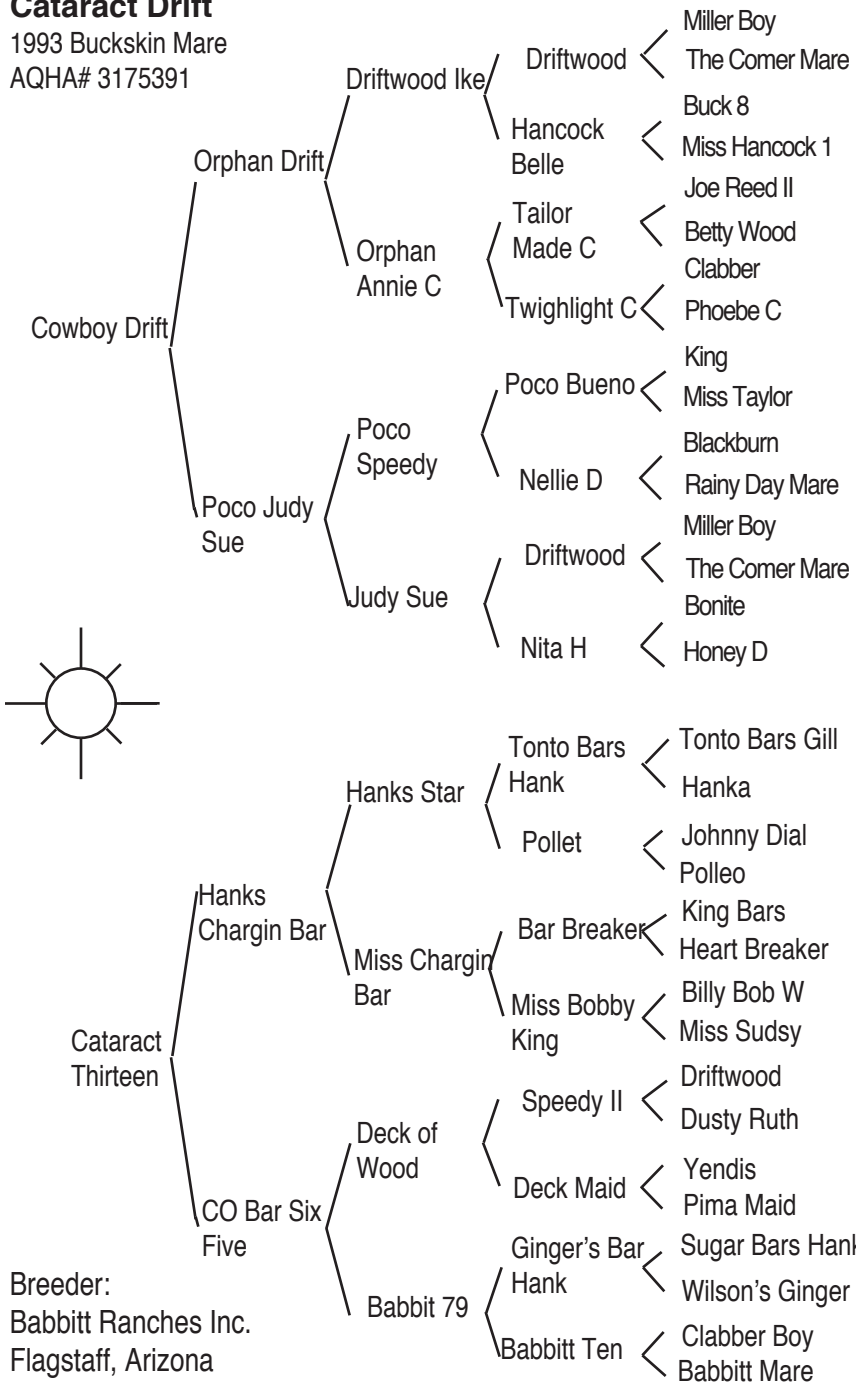 Cataract Drift
1993 Buckskin Mare
AQHA# 3175391
Cowboy Drift
Orphan Drift
Driftwood Ike
Driftwood
Miller Boy
The Comer Mare
Hancock
Belle
Buck 8
Miss Hancock 1
Orphan
Annie C
Tailor
Made C
Joe Reed II
Betty Wood
Twighlight C
Clabber
Phoebe C
Poco Judy
Sue
Poco
Speedy
Poco Bueno
King
Miss Taylor
Nellie D
Blackburn
Rainy Day Mare
Judy Sue
Driftwood
Miller Boy
The Comer Mare
Nita H
Bonite
Honey D
Cataract
Thirteen
Hanks
Chargin Bar
Hanks Star
Tonto Bars
Hank
Tonto Bars Gill
Hanka
Pollet
Johnny Dial
Polleo
Miss Chargin
Bar
Bar Breaker
King Bars
Heart Breaker
Miss Bobby
King
Billy Bob W
Miss Sudsy
CO Bar Six
Five
Deck of
Wood
Speedy II
Driftwood
Dusty Ruth
Deck Maid
Yendis
Pima Maid
Babbit 79
Ginger's Bar
Hank
Sugar Bars Hank
Wilson's Ginger
Babbitt Ten
Clabber Boy
Babbitt Mare
Breeder:
Babbitt Ranches Inc.
Flagstaff, Arizona